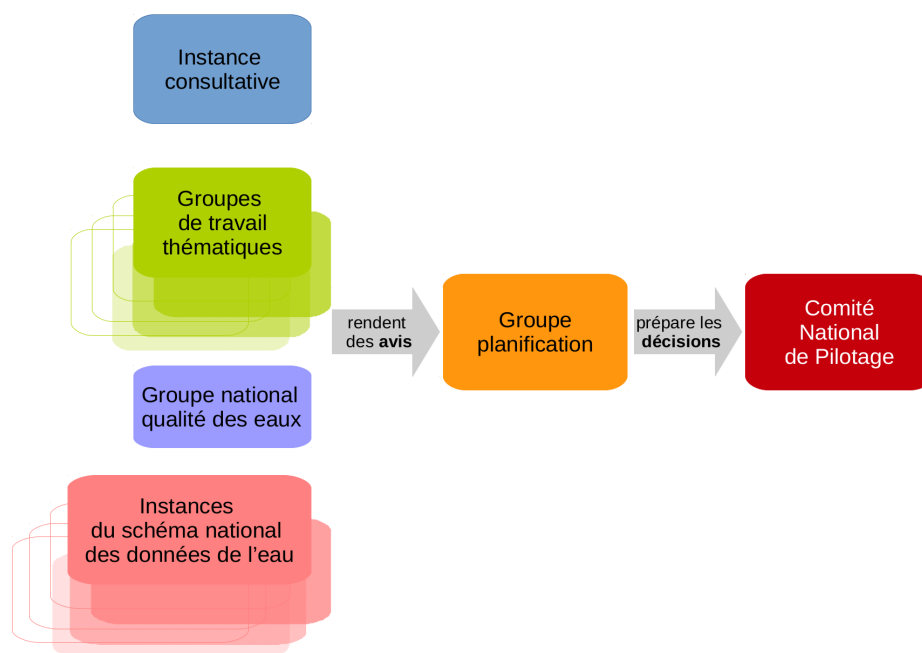 Instance
consultative
Groupes
de travail
thématiques
rendent
des avis
Groupe
planification
prépare les
décisions
Comité
National
de Pilotage
Groupe national
qualité des eaux
Instances
du schéma national
des données de l’eau